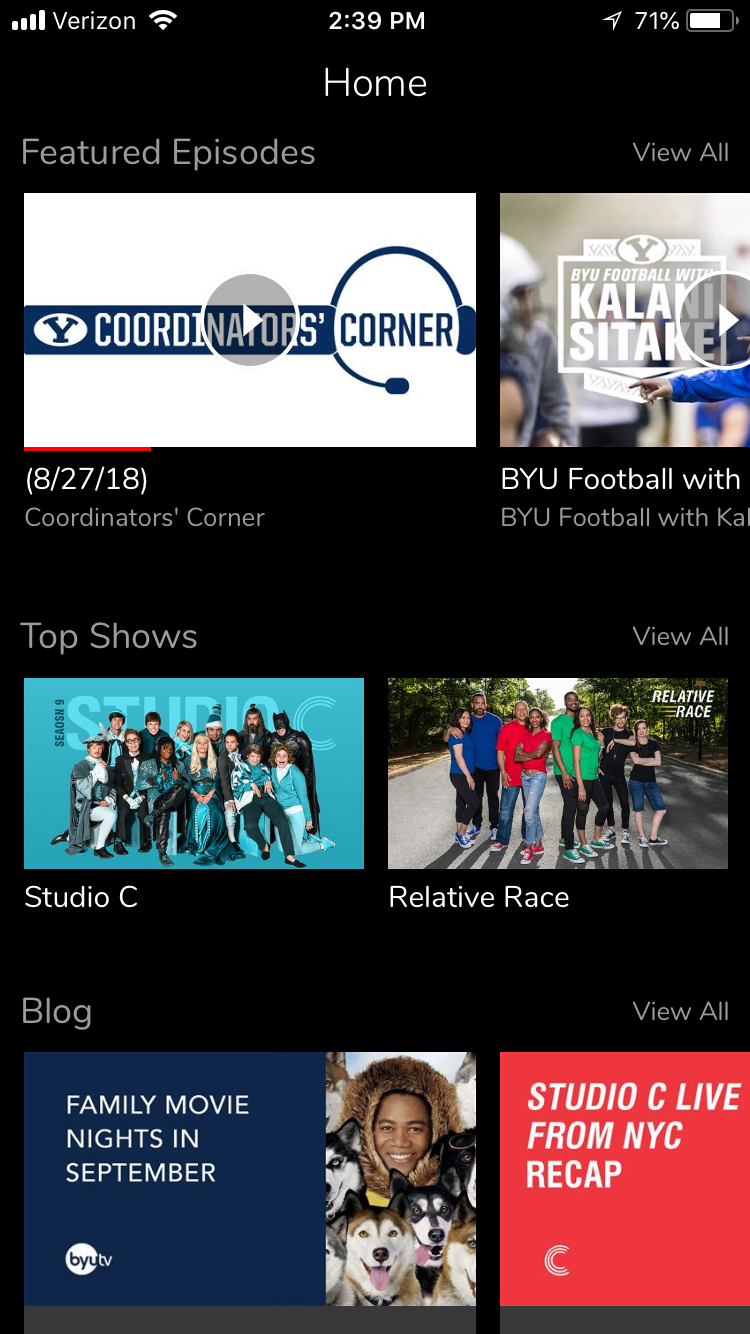 Verizon
2:39 PM
71%
Home
Featured Episodes
View All
Y COORDINATORS' CORNER
Y
BYU FOOTBALL WITH
KALANI
SITAKE
(8/27/18)
Coordinators' Corner
BYU Football with
BYU Football with Kal
Top Shows
View All
SEAOSN 9
STUDIO C
RELATIVE
RACE
Studio C
Relative Race
Blog
View All
FAMILY MOVIE
NIGHTS IN
SEPTEMBER
byutv
STUDIO C LIVE
FROM NYC
RECAP
C